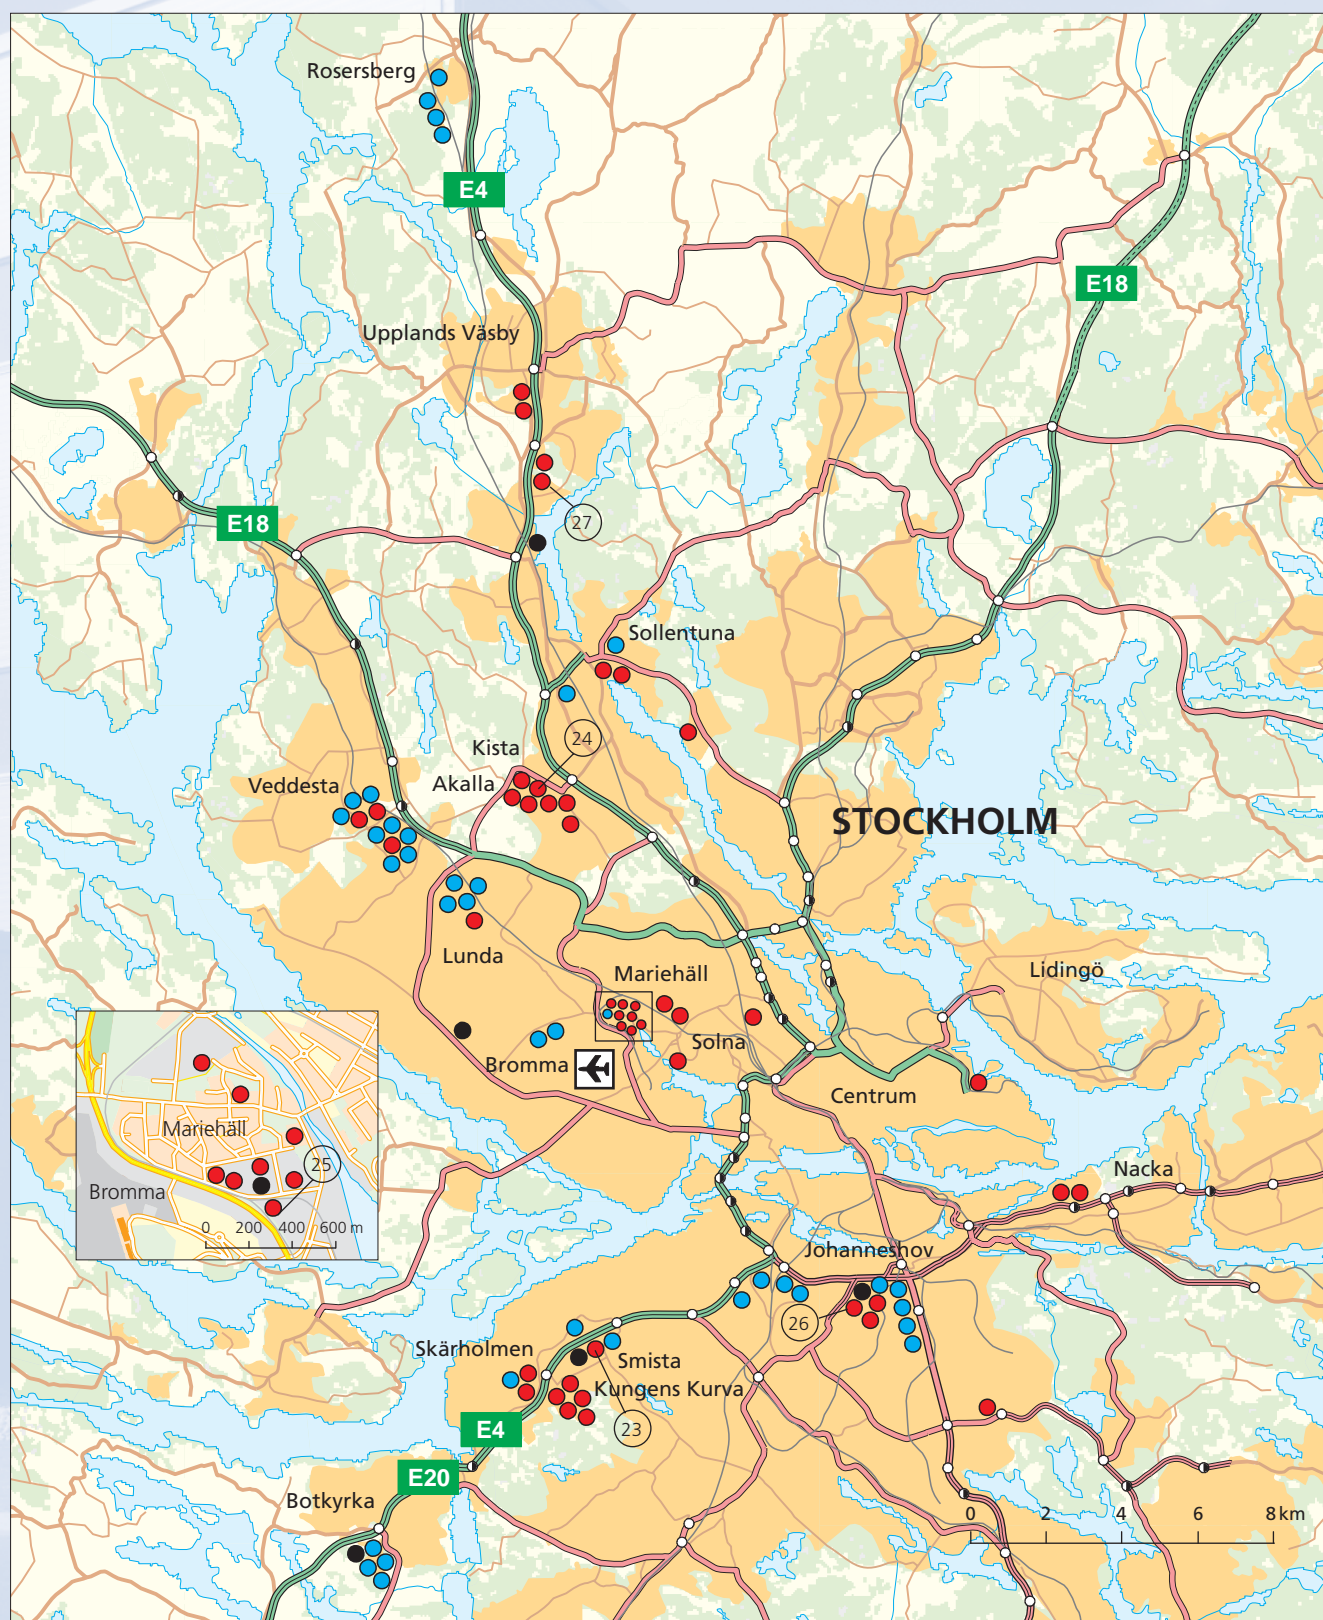 Rosersberg
E4
E18
Upplands Väsby
E18
27
Sollentuna
24
Kista
Akalla
Veddesta
STOCKHOLM
Lunda
Mariehäll
Lidingö
Solna
Bromma
Centrum
Mariehäll
25
Bromma
0 200 400 600 m
Nacka
Johanneshov
26
Skärholmen
Smista
Kungens Kurva
23
E4
E20
Botkyrka
0 2 4 6 8 km